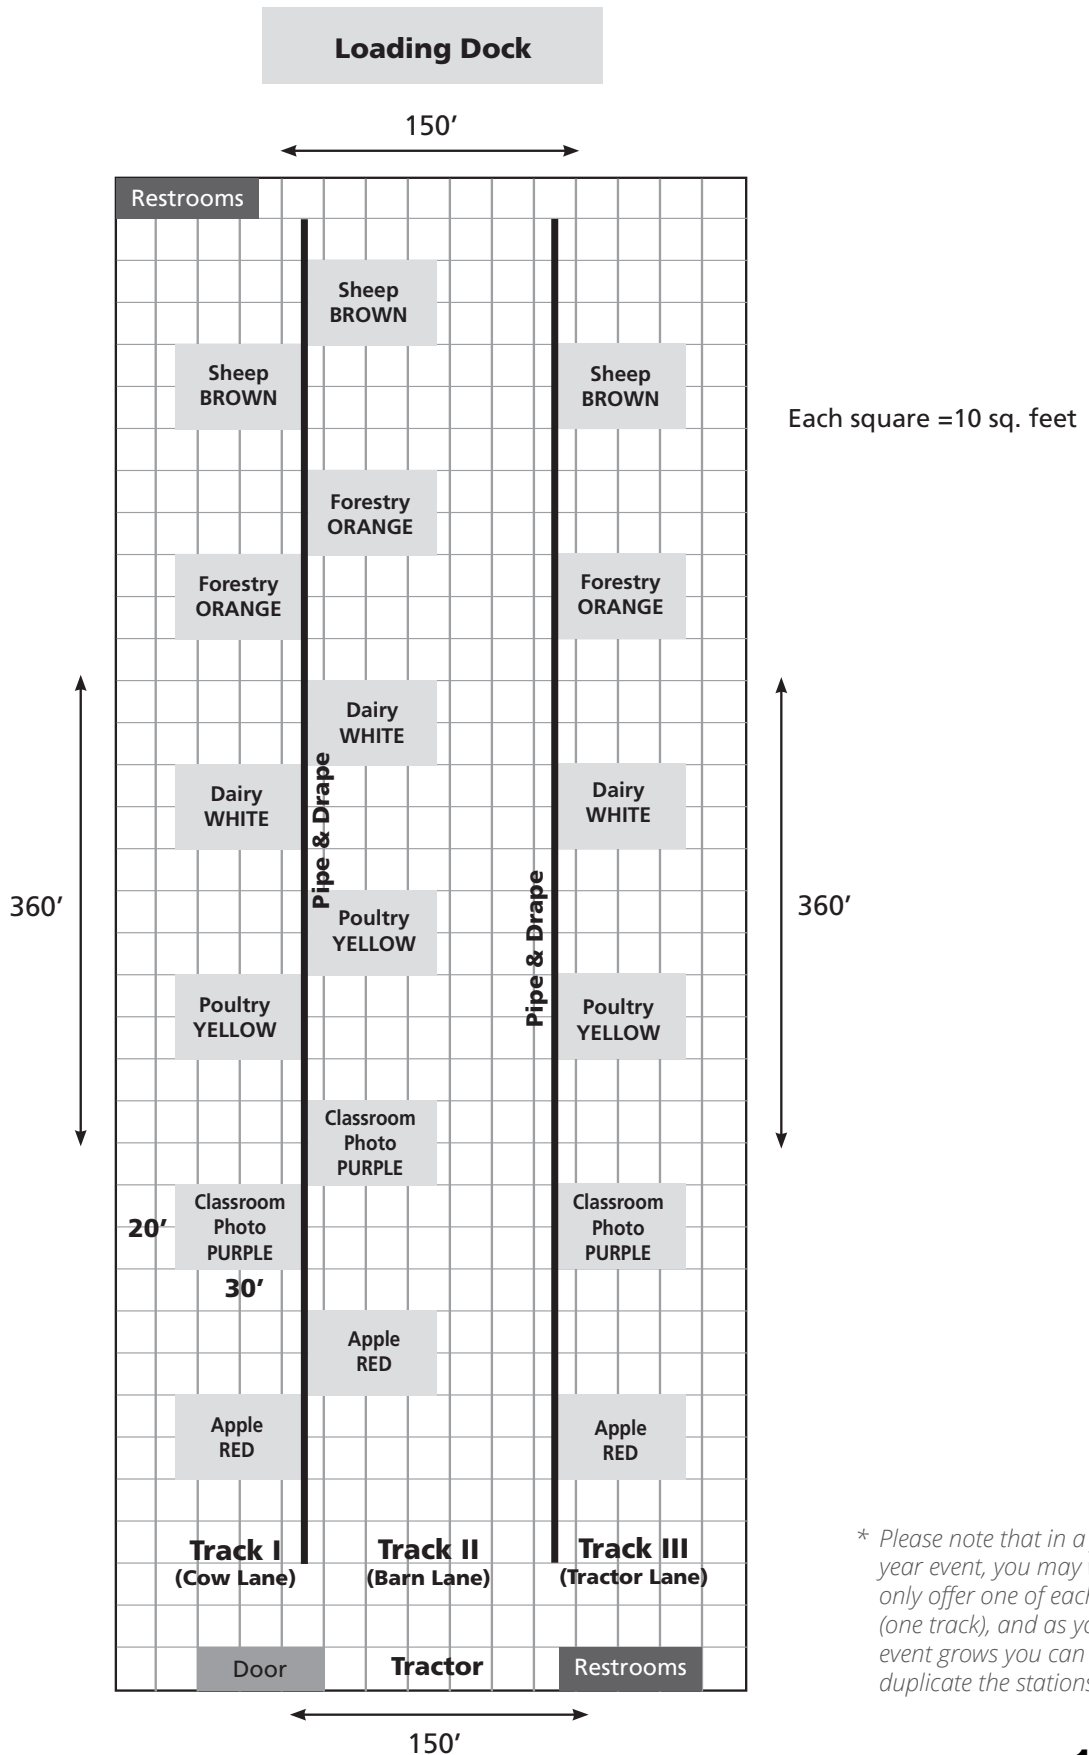 Loading Dock
150’
Restrooms
Sheep
BROWN
Sheep
BROWN
Sheep
BROWN
Each square =10 sq. feet
Forestry
ORANGE
Forestry
ORANGE
Forestry
ORANGE
Dairy
WHITE
Dairy
WHITE
Dairy
WHITE
Pipe & Drape
Pipe & Drape
360’
360’
Poultry
YELLOW
Poultry
YELLOW
Poultry
YELLOW
Classroom
Photo
PURPLE
Classroom
Photo
PURPLE
Classroom
Photo
PURPLE
20’
30’
Apple
RED
Apple
RED
Apple
RED
Track I
(Cow Lane)
Track II
(Barn Lane)
Track III
(Tractor Lane)
* Please note that in a
year event, you may
only offer one of each
(one track), and as
event grows you can
duplicate the stations
Door
Tractor
Restrooms
150’